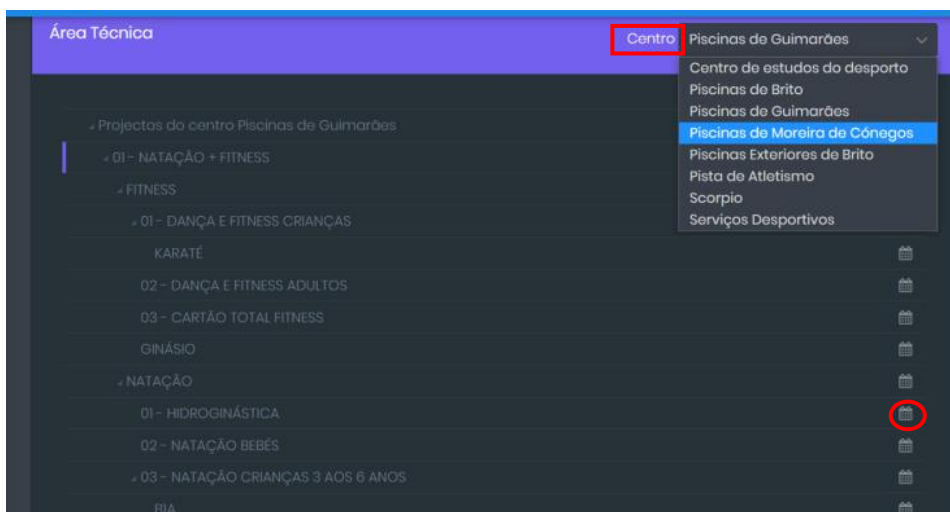 Área Técnica
Centro
Piscinas de Guimarães
Centro de estudos do desporto
Piscinas de Brito
Piscinas de Guimarães
Piscinas de Moreira de Cónegos
Piscinas Exteriores de Brito
Pista de Atletismo
Scorpio
Serviços Desportivos
Projectos do centro Piscinas de Guimarães
01 - NATAÇÃO + FITNESS
FITNESS
01 - DANÇA E FITNESS CRIANÇAS
KARATÉ
02 - DANÇA E FITNESS ADULTOS
03 - CARTÃO TOTAL FITNESS
GINÁSIO
NATAÇÃO
01 - HIDROGINÁSTICA
02 - NATAÇÃO BEBÉS
03 - NATAÇÃO CRIANÇAS 3 AOS 6 ANOS